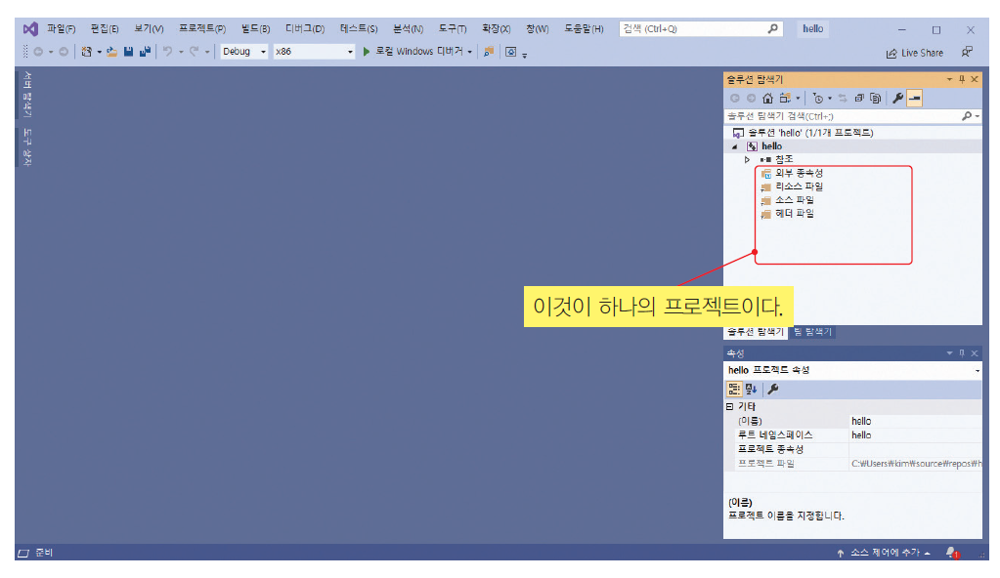 파일(F) 편집(E) 보기(V) 프로젝트(P) 빌드(B) 디버그(D) 테스트(S) 분석(N) 도구(T) 확장(X) 창(W) 도움말(H) 검색 (Ctrl+Q) hello
Debug x86 로컬 Windows 디버거 Live Share
서버 탐색기
도구 상자
솔루션 탐색기
솔루션 탐색기 검색(Ctrl+;)
솔루션 'hello' (1/1개 프로젝트)
hello
참조
외부 종속성
리소스 파일
소스 파일
헤더 파일
이것이 하나의 프로젝트이다.
솔루션 탐색기 팀 탐색기
속성
hello 프로젝트 속성
기타
(이름) hello
루트 네임스페이스 hello
프로젝트 종속성
프로젝트 파일 C:₩Users₩kim₩source₩repos₩h
(이름)
프로젝트 이름을 지정합니다.
준비 소스 제어에 추가 1